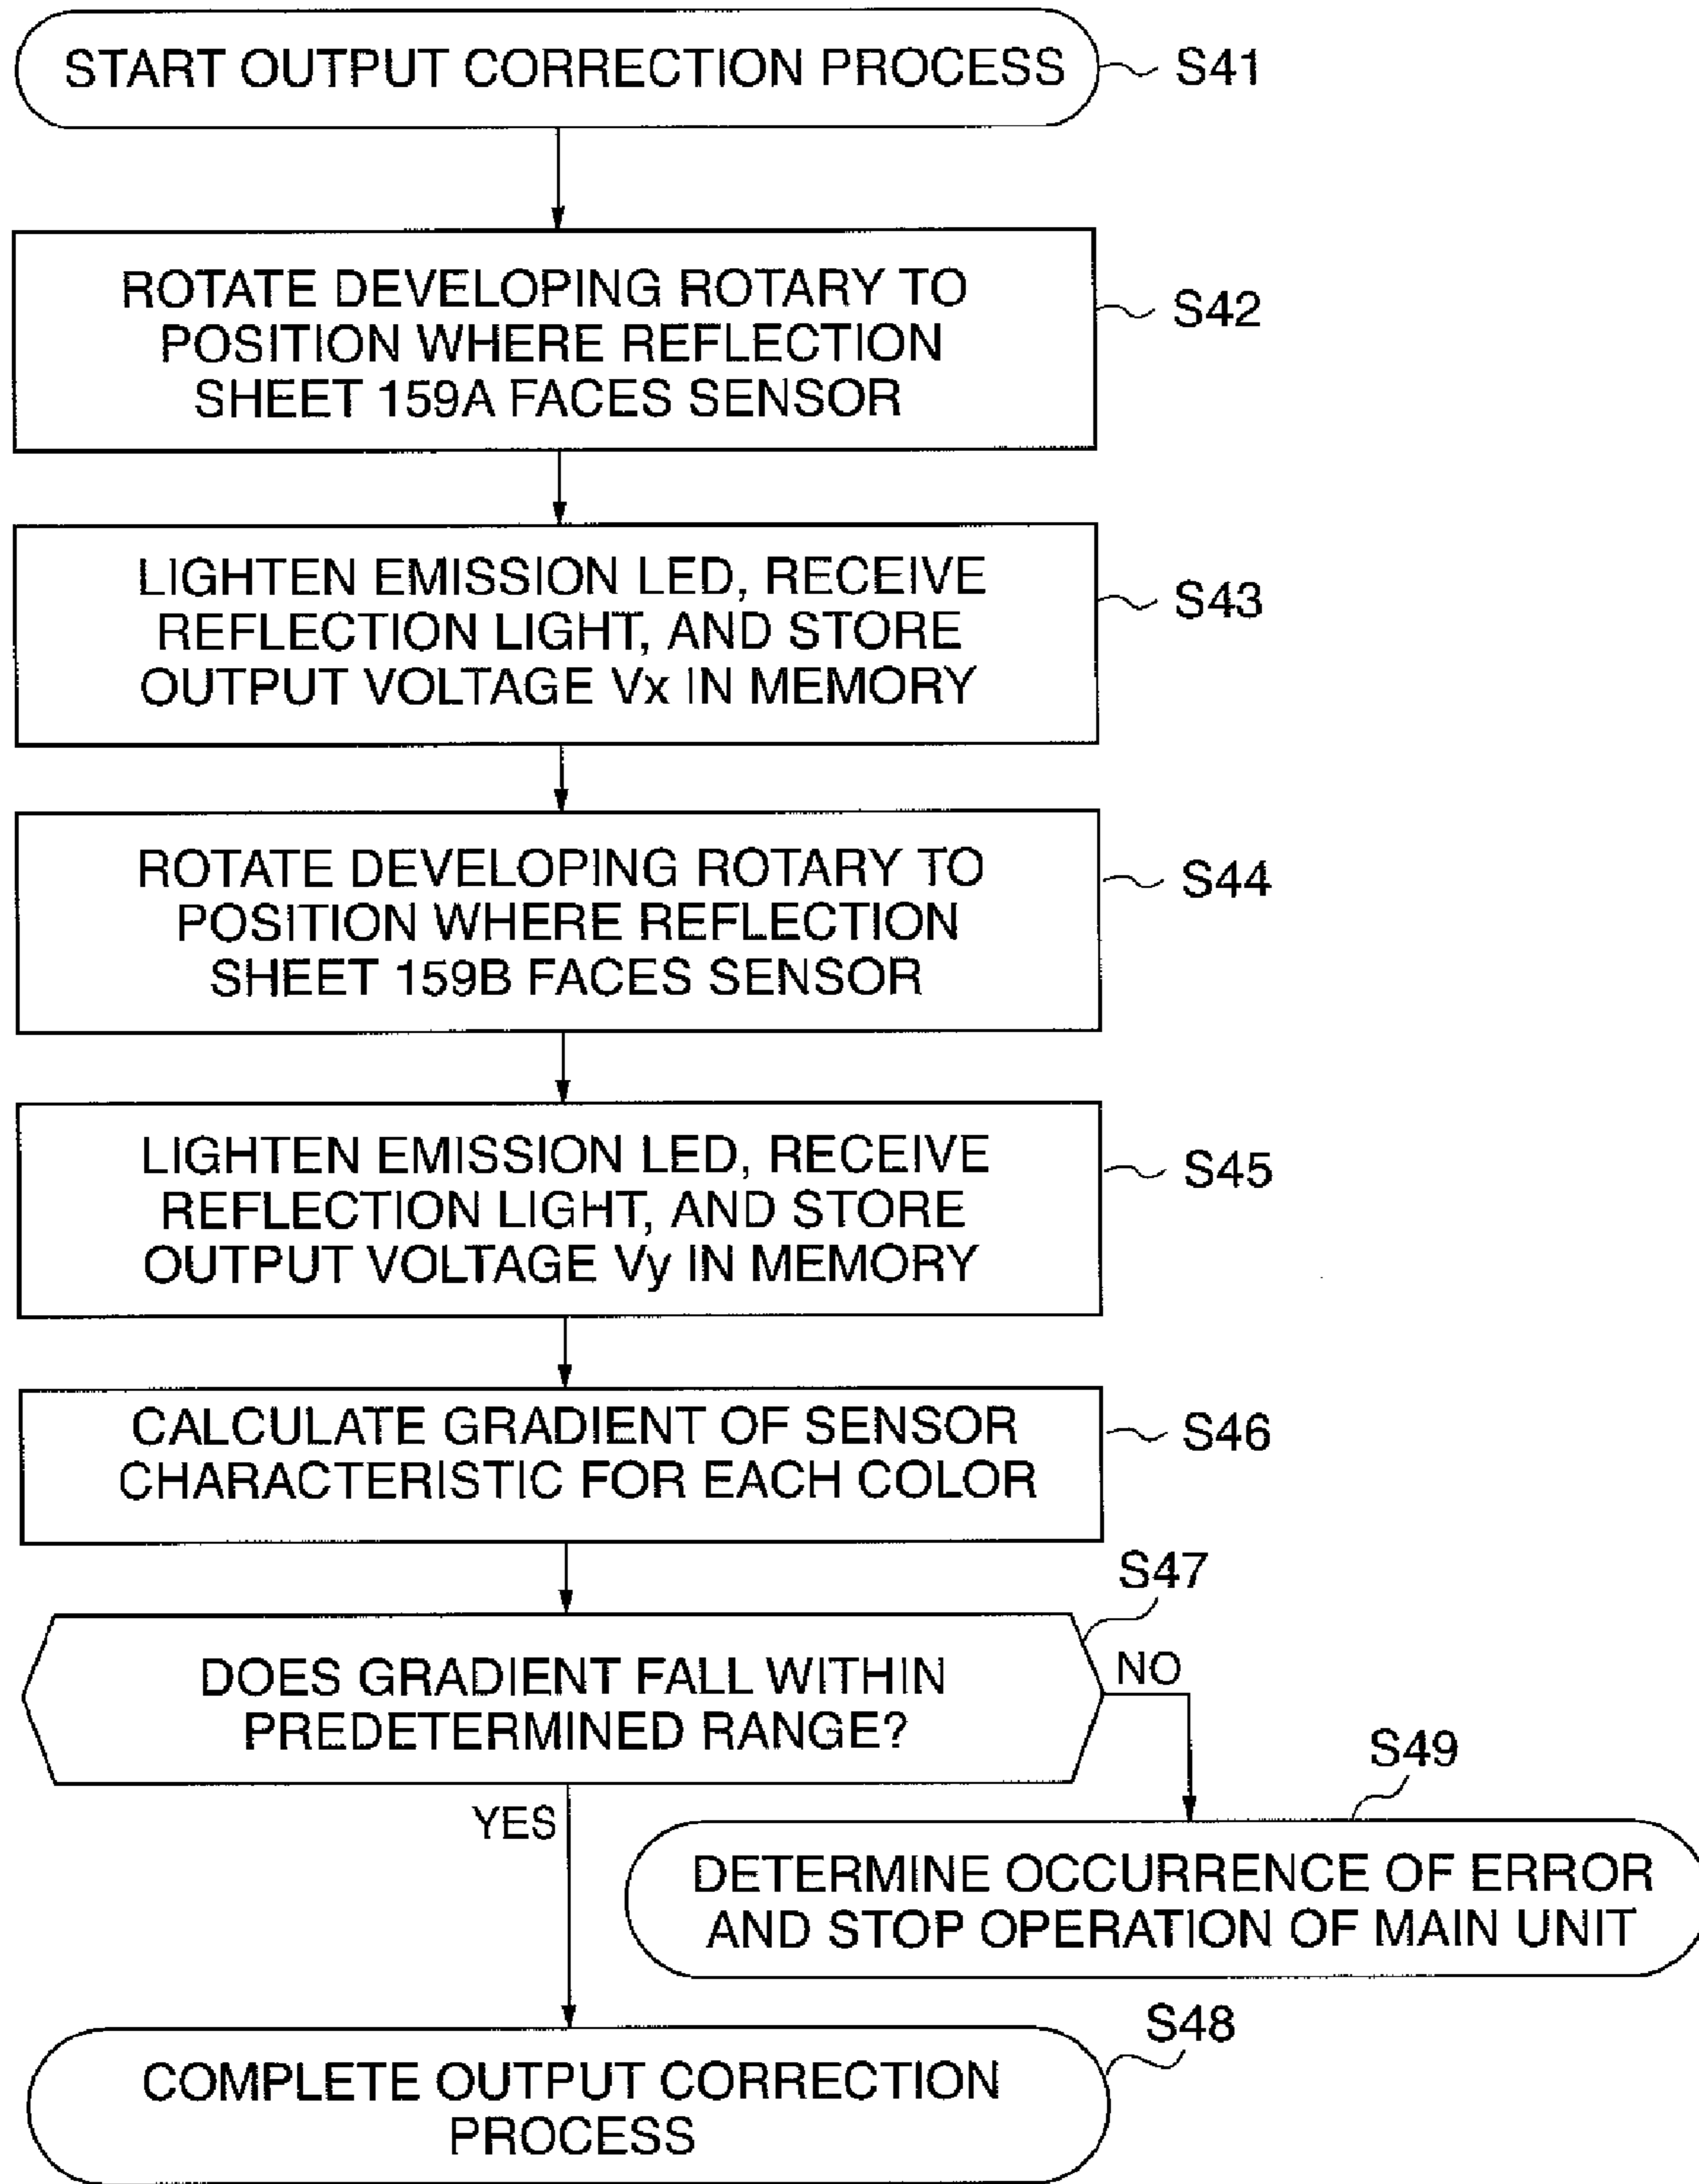 START OUTPUT CORRECTION PROCESS
S41
ROTATE DEVELOPING ROTARY TO
POSITION WHERE REFLECTION
SHEET 159A FACES SENSOR
S42
LIGHTEN EMISSION LED, RECEIVE
REFLECTION LIGHT, AND STORE
OUTPUT VOLTAGE Vx IN MEMORY
S43
ROTATE DEVELOPING ROTARY TO
POSITION WHERE REFLECTION
SHEET 159B FACES SENSOR
S44
LIGHTEN EMISSION LED, RECEIVE
REFLECTION LIGHT, AND STORE
OUTPUT VOLTAGE Vy IN MEMORY
S45
CALCULATE GRADIENT OF SENSOR
CHARACTERISTIC FOR EACH COLOR
S46
S47
DOES GRADIENT FALL WITHIN
PREDETERMINED RANGE?
NO
YES
S49
DETERMINE OCCURRENCE OF ERROR
AND STOP OPERATION OF MAIN UNIT
S48
COMPLETE OUTPUT CORRECTION
PROCESS